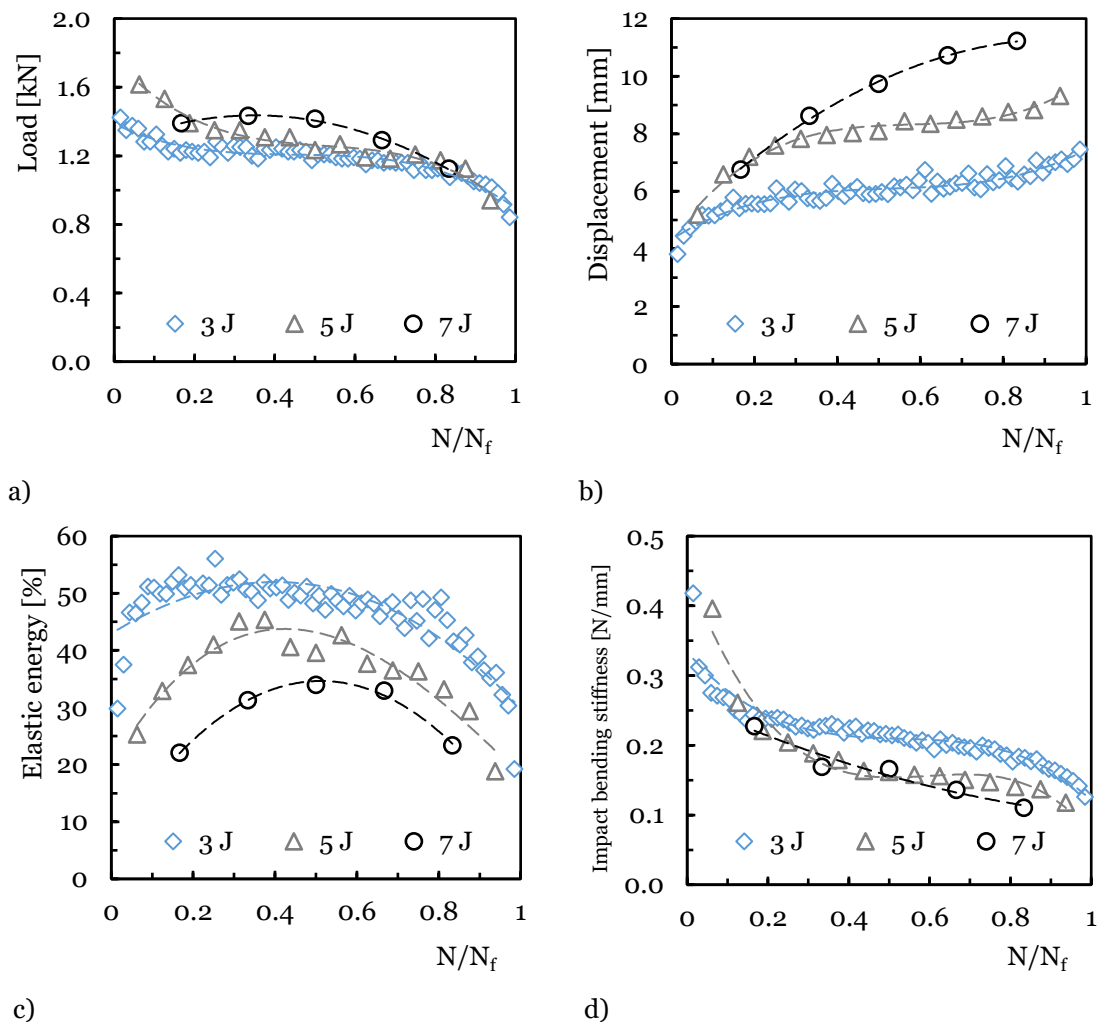 Load [kN]
2.0
1.6
1.2
0.8
0.4
0.0
3 J 5 J 7 J
0 0.2 0.4 0.6 0.8 1
N/Nf
a)
Displacement [mm]
12
10
8
6
4
2
0
3 J 5 J 7 J
0 0.2 0.4 0.6 0.8 1
N/Nf
b)
Elastic energy [%]
60
50
40
30
20
10
0
3 J 5 J 7 J
0 0.2 0.4 0.6 0.8 1
N/Nf
c)
Impact bending stiffness [N/mm]
0.5
0.4
0.3
0.2
0.1
0.0
3 J 5 J 7 J
0 0.2 0.4 0.6 0.8 1
N/Nf
d)